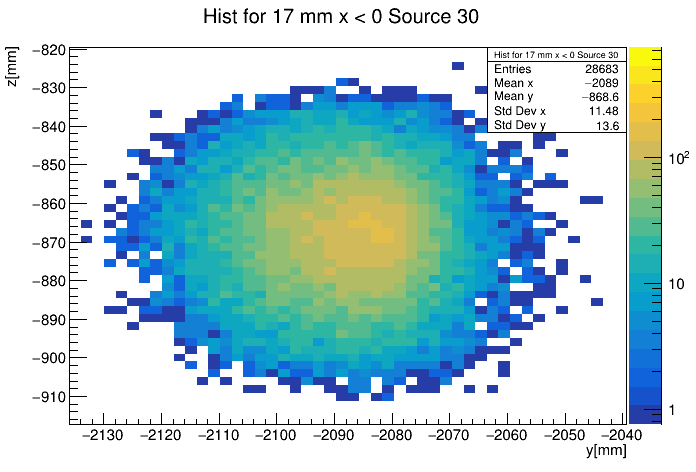 Hist for 17 mm x < 0 Source 30
z[mm]
Hist for 17 mm x < 0 Source 30
Entries 28683
Mean x −2089
Mean y −868.6
Std Dev x 11.48
Std Dev y 13.6
−820
−830
−840
−850
−860
−870
−880
−890
−900
−910
10²
10
1
−2130 −2120 −2110 −2100 −2090 −2080 −2070 −2060 −2050 −2040
y[mm]